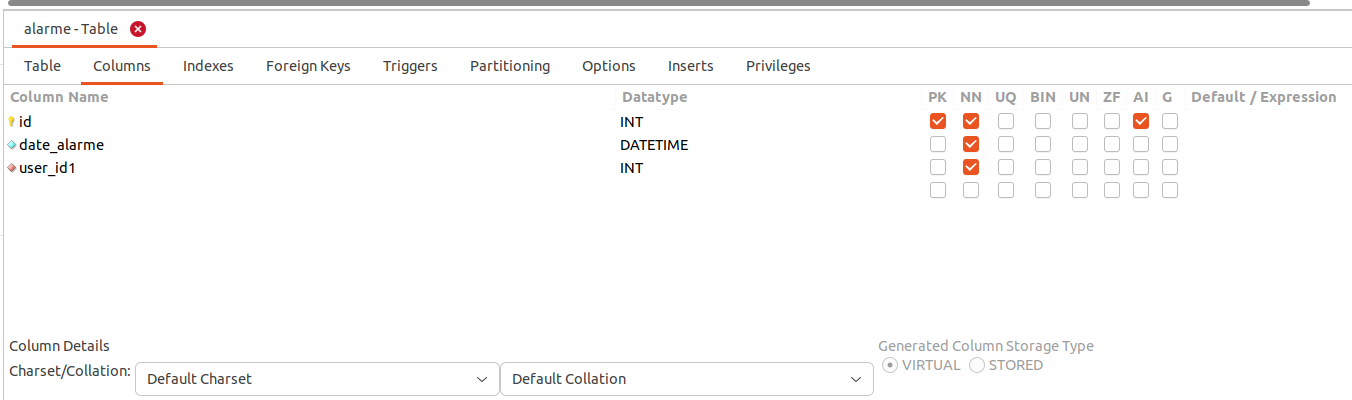 alarme - Table
Table Columns Indexes Foreign Keys Triggers Partitioning Options Inserts Privileges
Column Name Datatype PK NN UQ BIN UN ZF AI G Default / Expression
id INT
date_alarme DATETIME
user_id1 INT
Column Details Generated Column Storage Type
Charset/Collation: Default Charset Default Collation VIRTUAL STORED